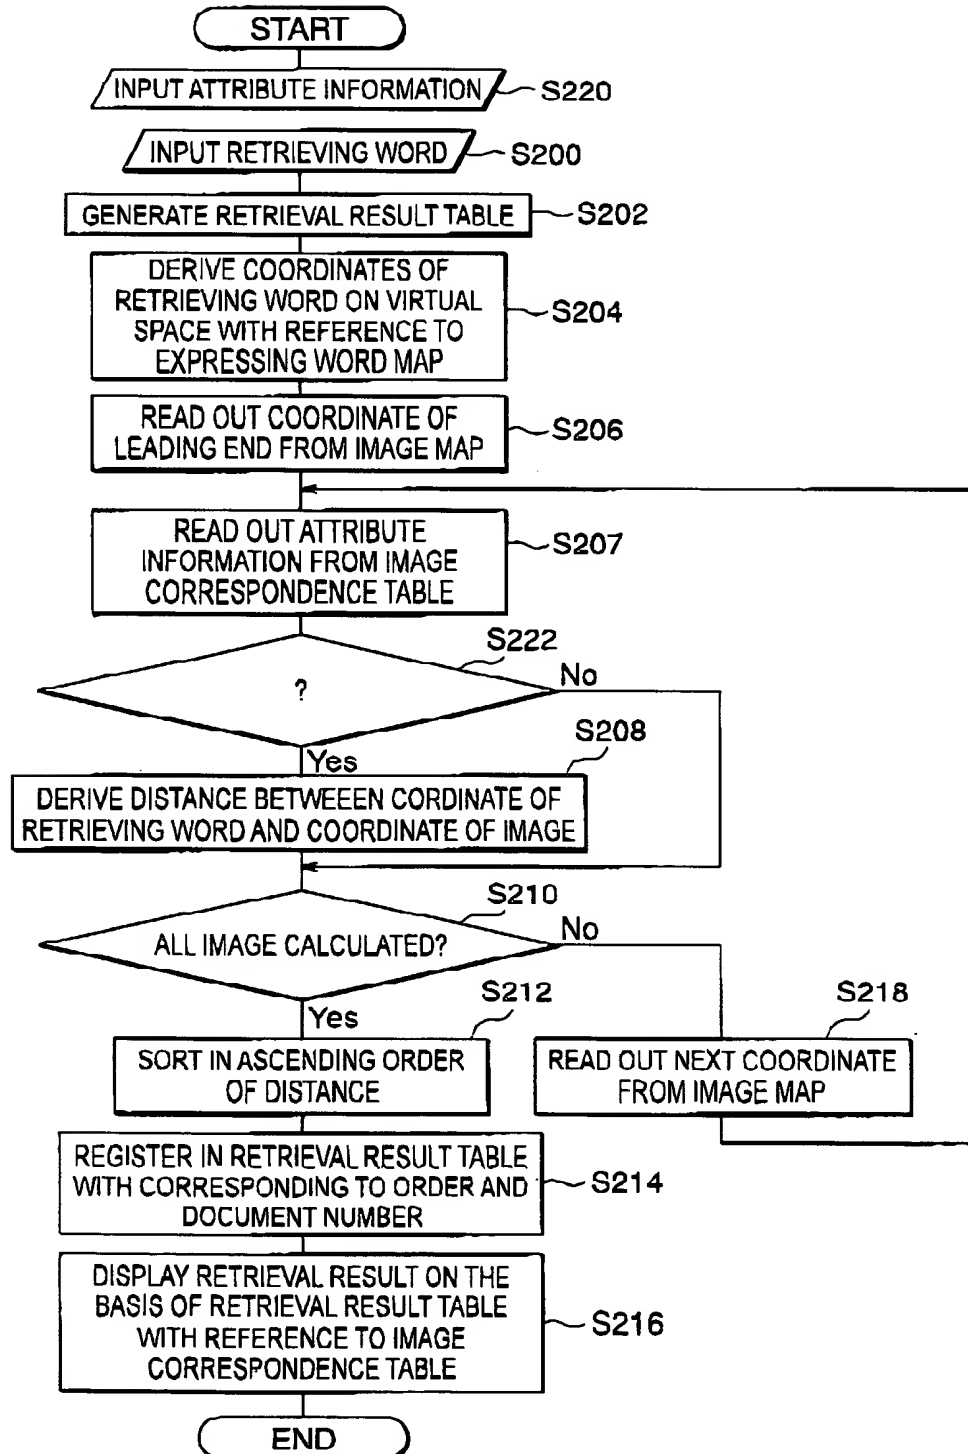 START
INPUT ATTRIBUTE INFORMATION
S220
INPUT RETRIEVING WORD
S200
GENERATE RETRIEVAL RESULT TABLE
S202
DERIVE COORDINATES OF
RETRIEVING WORD ON VIRTUAL
SPACE WITH REFERENCE TO
EXPRESSING WORD MAP
S204
READ OUT COORDINATE OF
LEADING END FROM IMAGE MAP
S206
READ OUT ATTRIBUTE
INFORMATION FROM IMAGE
CORRESPONDENCE TABLE
S207
S222
?
No
Yes
S208
DERIVE DISTANCE BETWEEEN CORDINATE OF
RETRIEVING WORD AND COORDINATE OF IMAGE
S210
ALL IMAGE CALCULATED?
No
Yes
S212
SORT IN ASCENDING ORDER
OF DISTANCE
S218
READ OUT NEXT COORDINATE
FROM IMAGE MAP
REGISTER IN RETRIEVAL RESULT TABLE
WITH CORRESPONDING TO ORDER AND
DOCUMENT NUMBER
S214
DISPLAY RETRIEVAL RESULT ON THE
BASIS OF RETRIEVAL RESULT TABLE
WITH REFERENCE TO IMAGE
CORRESPONDENCE TABLE
S216
END